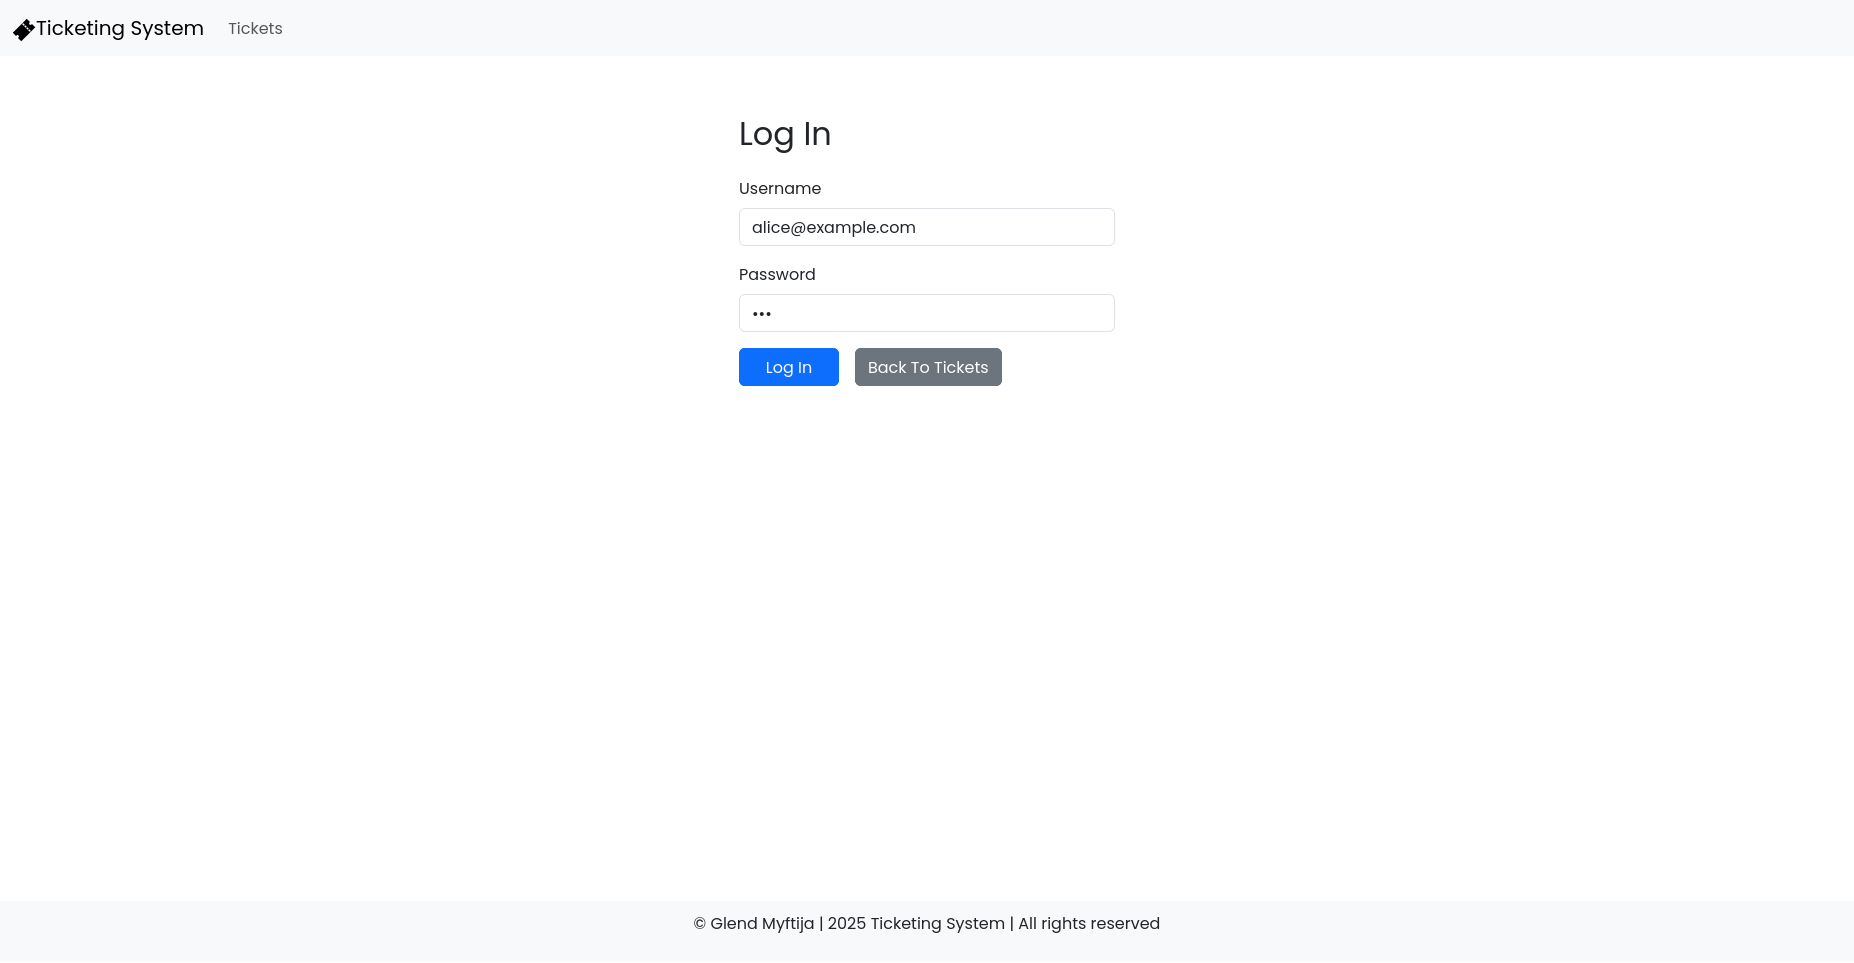 Ticketing System Tickets
Log In
Username
alice@example.com
Password
•••
Log In Back To Tickets
© Glend Myftija | 2025 Ticketing System | All rights reserved